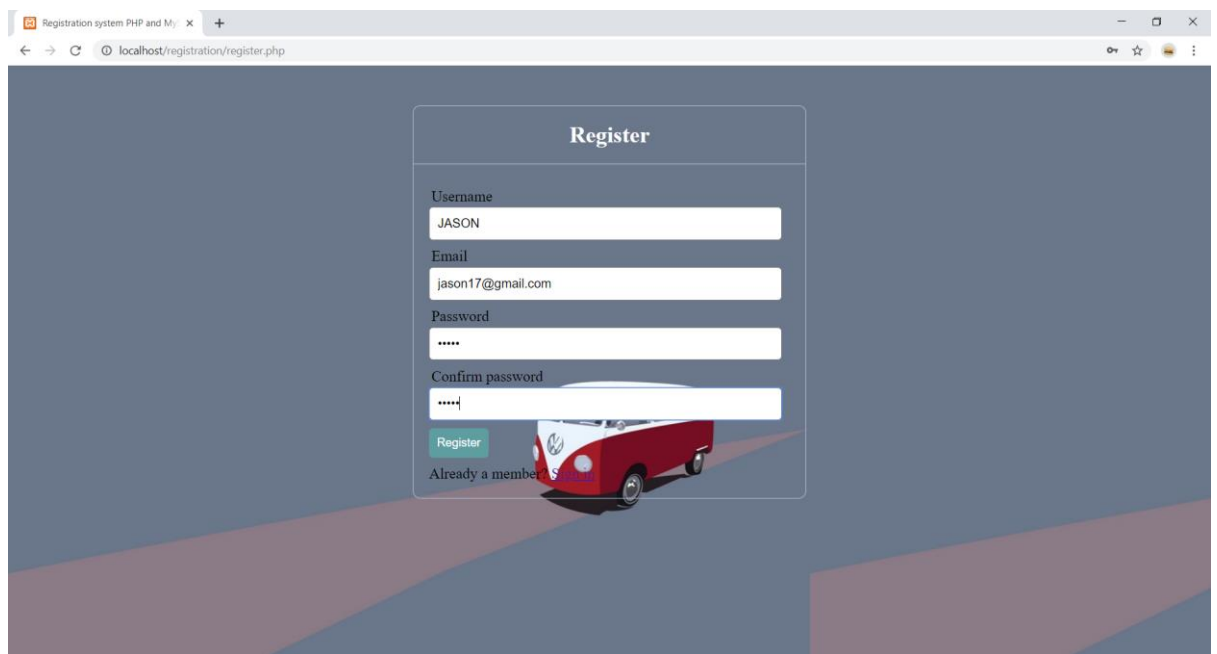 Registration system PHP and My
localhost/registration/register.php
Register
Username
JASON
Email
jason17@gmail.com
Password
•••••
Confirm password
•••••
Register
Already a member? Sign in